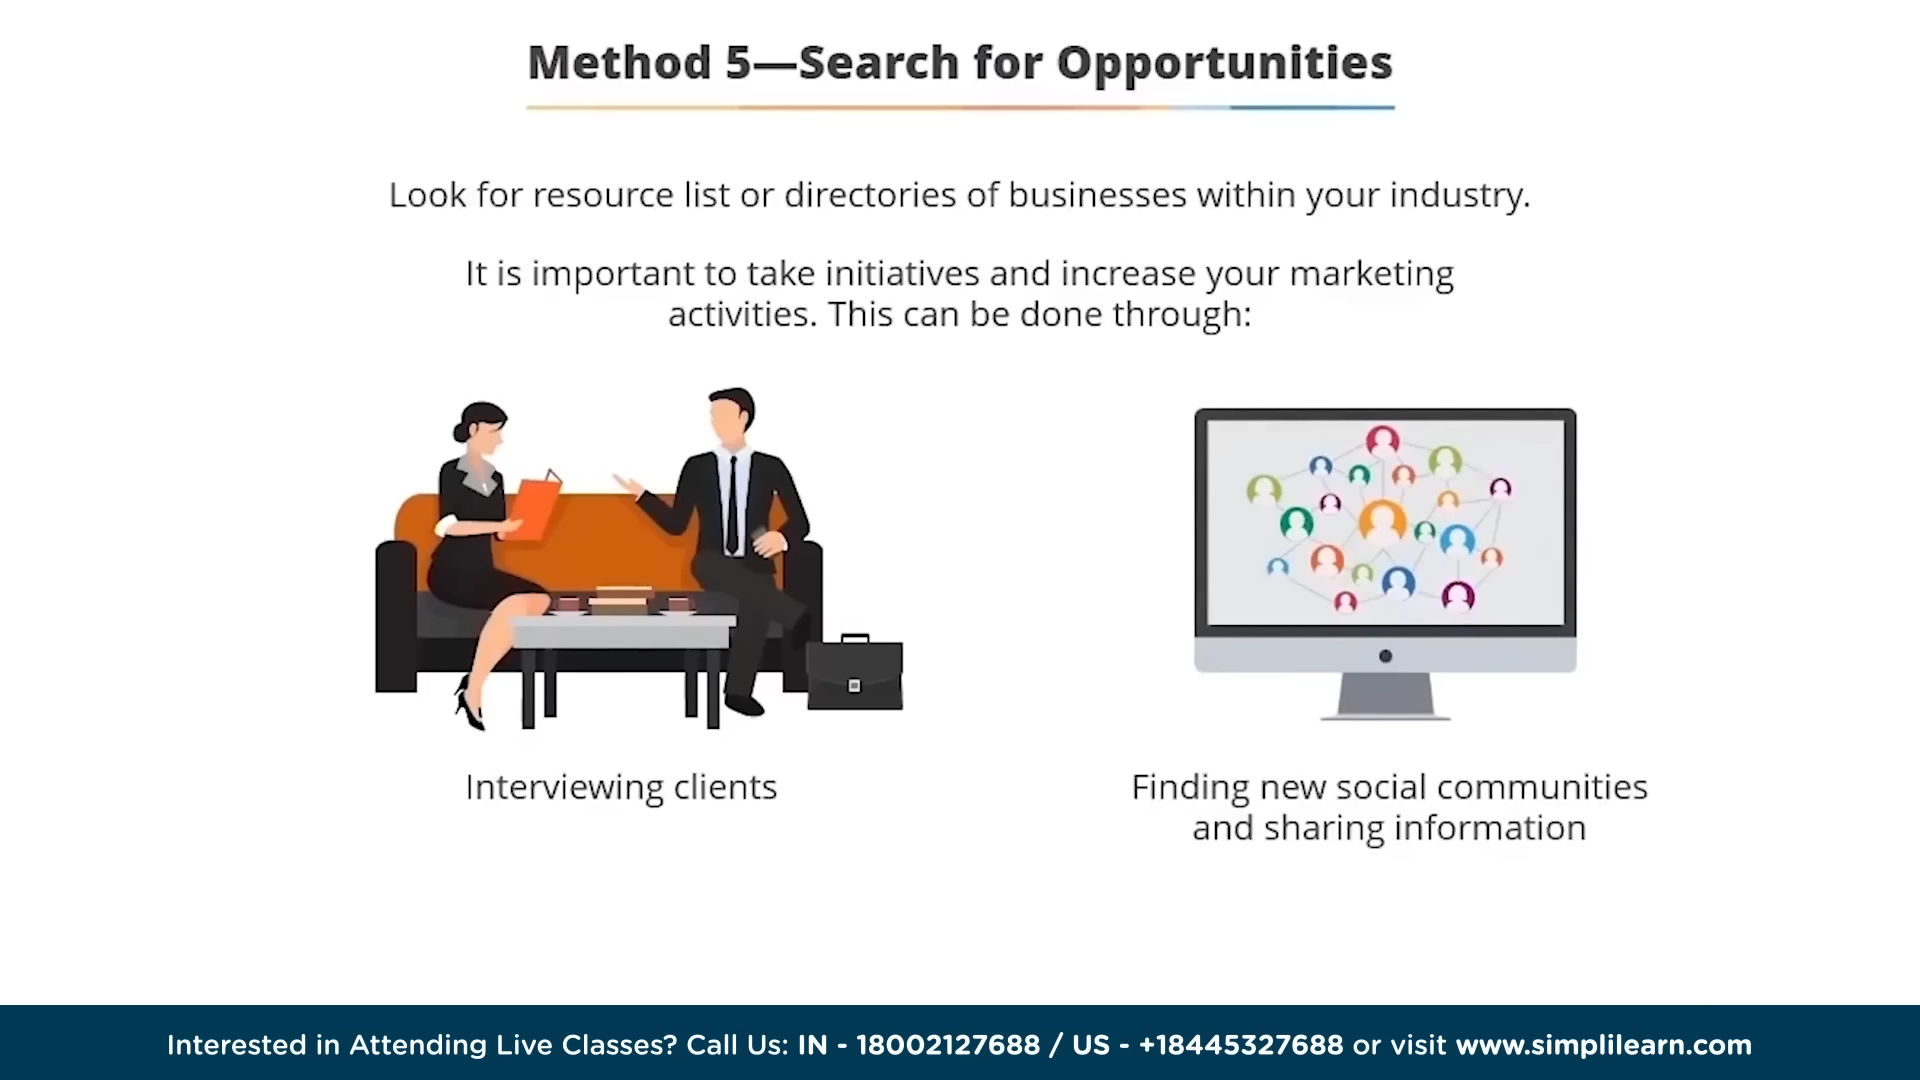 Method 5—Search for Opportunities
Look for resource list or directories of businesses within your industry.
It is important to take initiatives and increase your marketing
activities. This can be done through:
Interviewing clients
Finding new social communities
and sharing information
Interested in Attending Live Classes? Call Us: IN - 18002127688 / US - +18445327688 or visit www.simplilearn.com